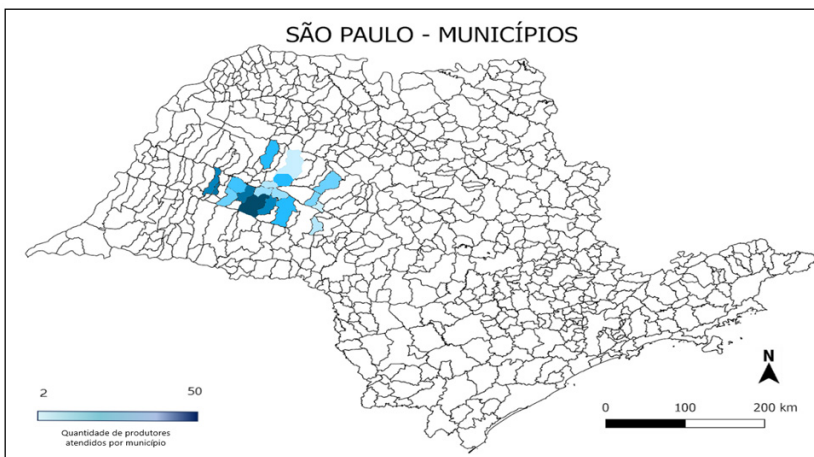 SÃO PAULO - MUNICÍPIOS
2 50
Quantidade de produtores
atendidos por município
N
0 100 200 km